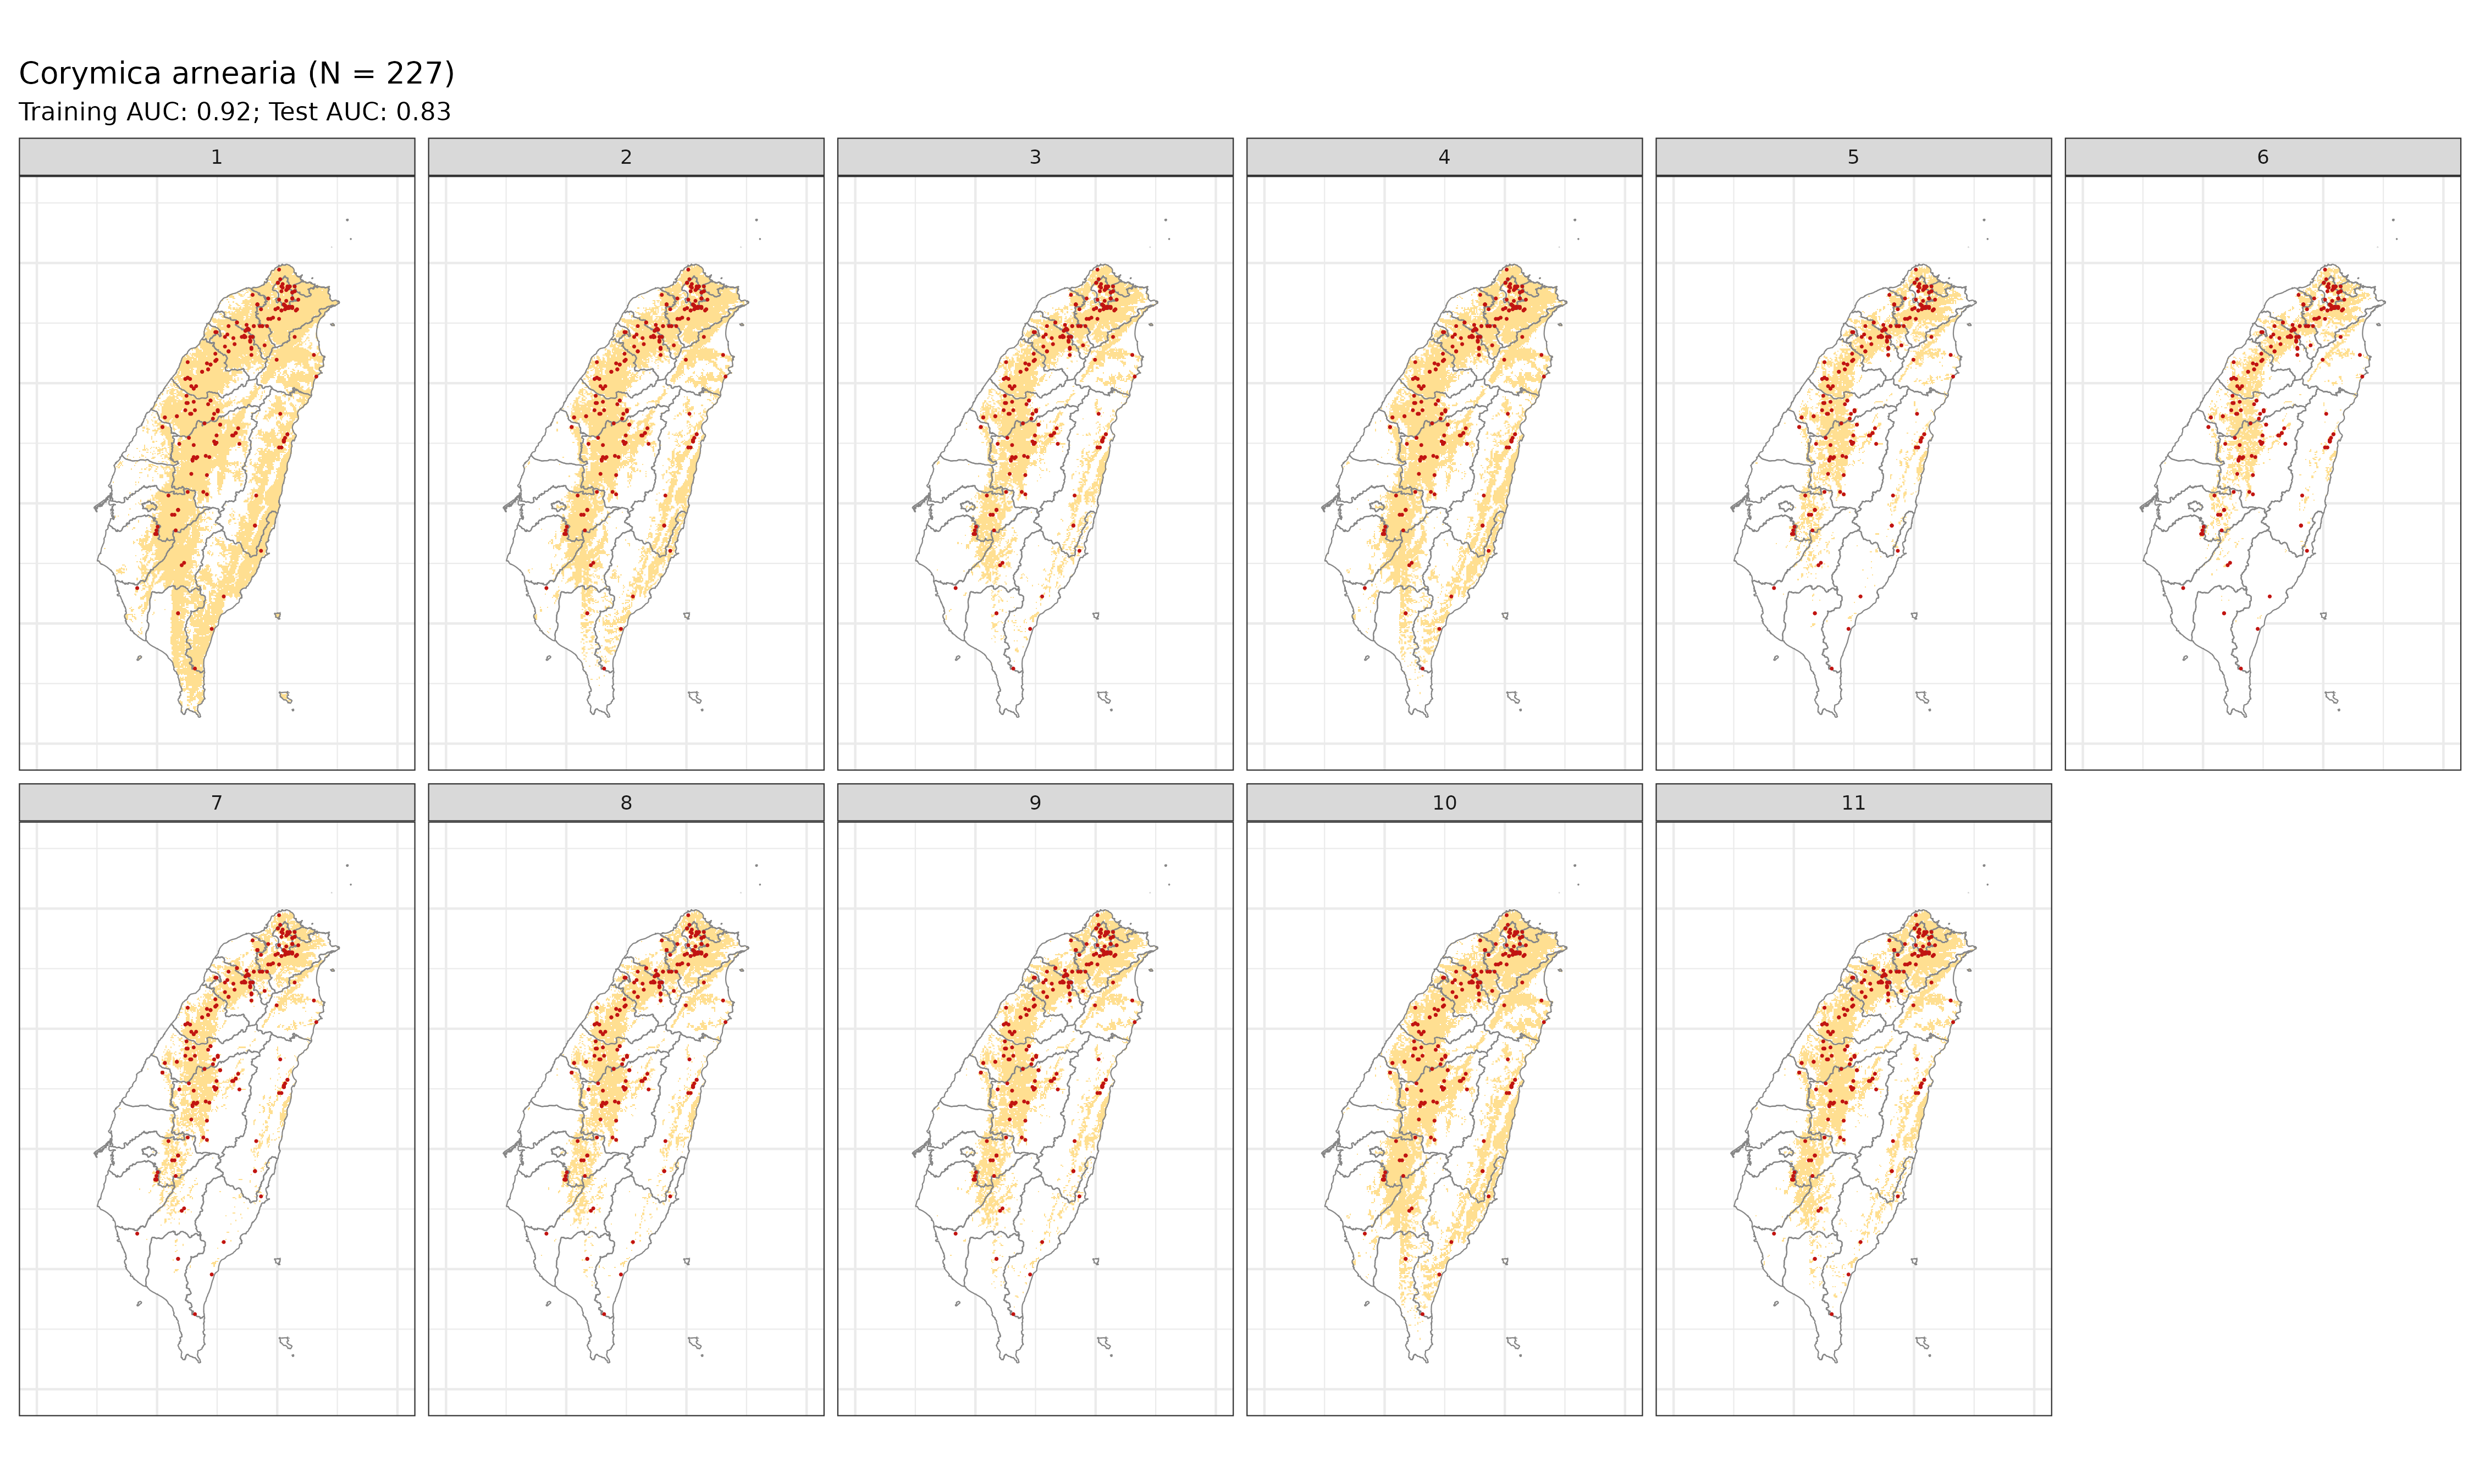 Corymica arnearia (N = 227)
Training AUC: 0.92; Test AUC: 0.83
1 2 3 4 5 6
7 8 9 10 11